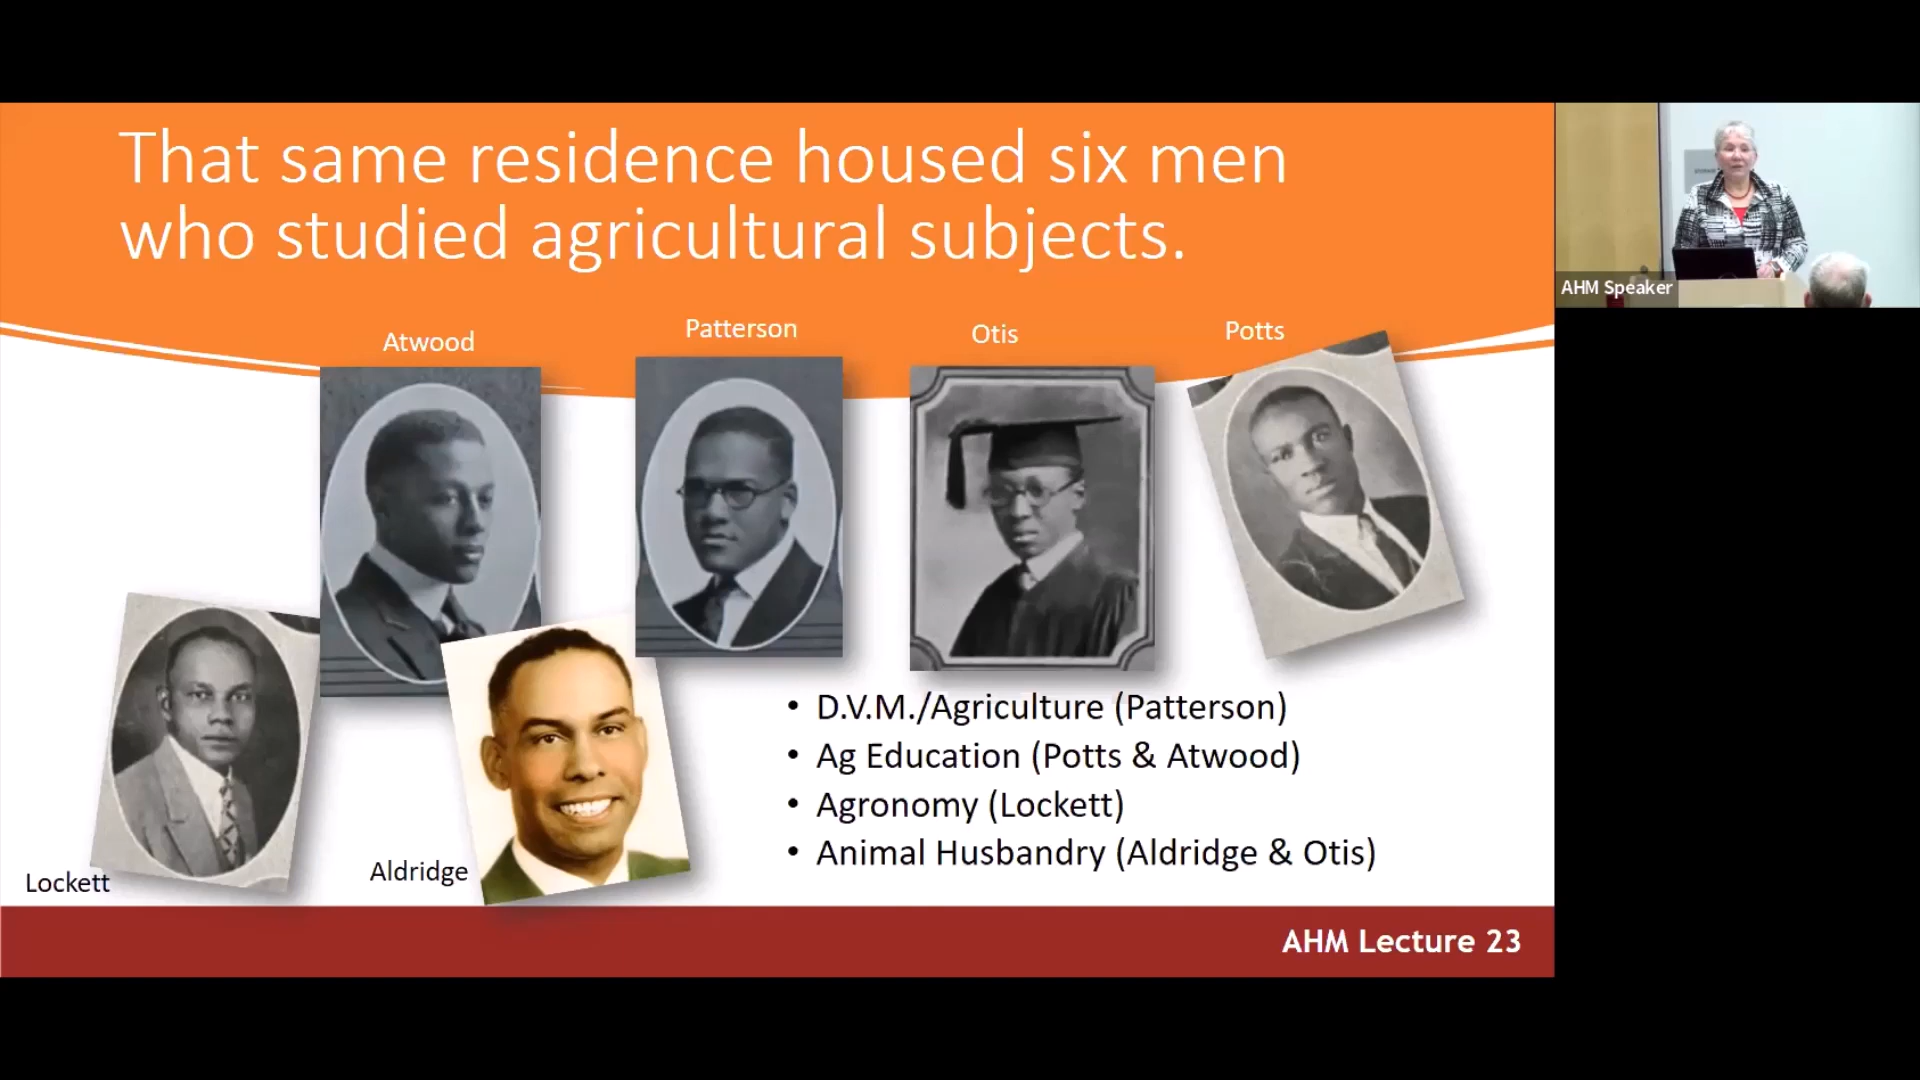 That same residence housed six men
who studied agricultural subjects.
AHM Speaker
Atwood
Patterson
Otis
Potts
Lockett
Aldridge
• D.V.M./Agriculture (Patterson)
• Ag Education (Potts & Atwood)
• Agronomy (Lockett)
• Animal Husbandry (Aldridge & Otis)
AHM Lecture 23